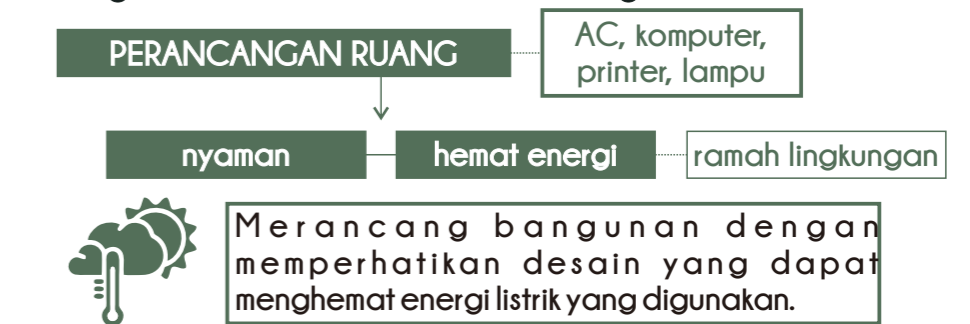 PERANCANGAN RUANG
AC, komputer,
printer, lampu
nyaman
hemat energi
ramah lingkungan
Merancang bangunan dengan
memperhatikan desain yang dapat
menghemat energi listrik yang digunakan.